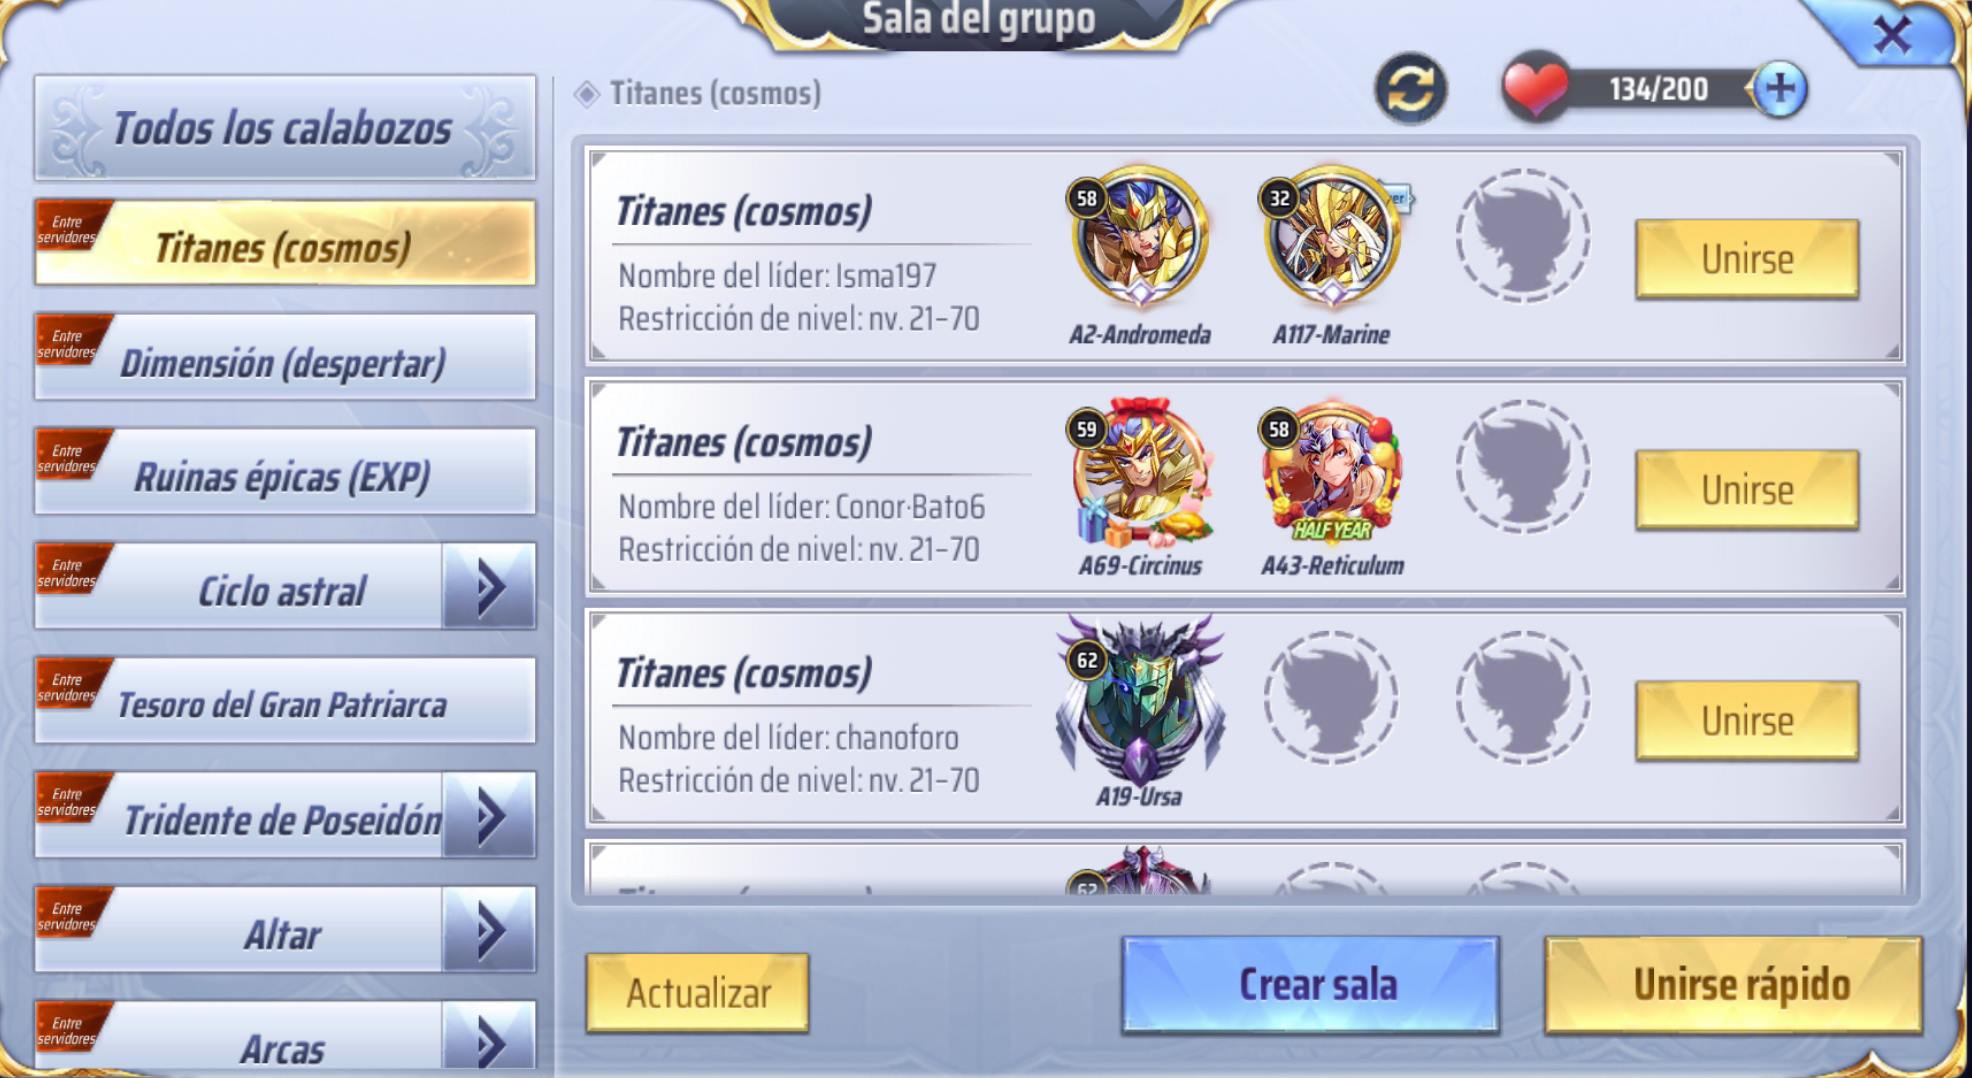 Sala del grupo
Todos los calabozos
Entre
servidores
Titanes (cosmos)
Entre
servidores
Dimensión (despertar)
Entre
servidores
Ruinas épicas (EXP)
Entre
servidores
Ciclo astral
Entre
servidores
Tesoro del Gran Patriarca
Entre
servidores
Tridente de Poseidón
Entre
servidores
Altar
Entre
servidores
Arcas
Titanes (cosmos)
134/200
Titanes (cosmos)
Nombre del líder: Isma197
Restricción de nivel: nv. 21-70
58
A2-Andromeda
32
A117-Marine
Unirse
Titanes (cosmos)
Nombre del líder: Conor·Bato6
Restricción de nivel: nv. 21-70
59
A69-Circinus
58
HALF YEAR
A43-Reticulum
Unirse
Titanes (cosmos)
Nombre del líder: chanoforo
Restricción de nivel: nv. 21-70
62
A19-Ursa
Unirse
62
Actualizar
Crear sala
Unirse rápido